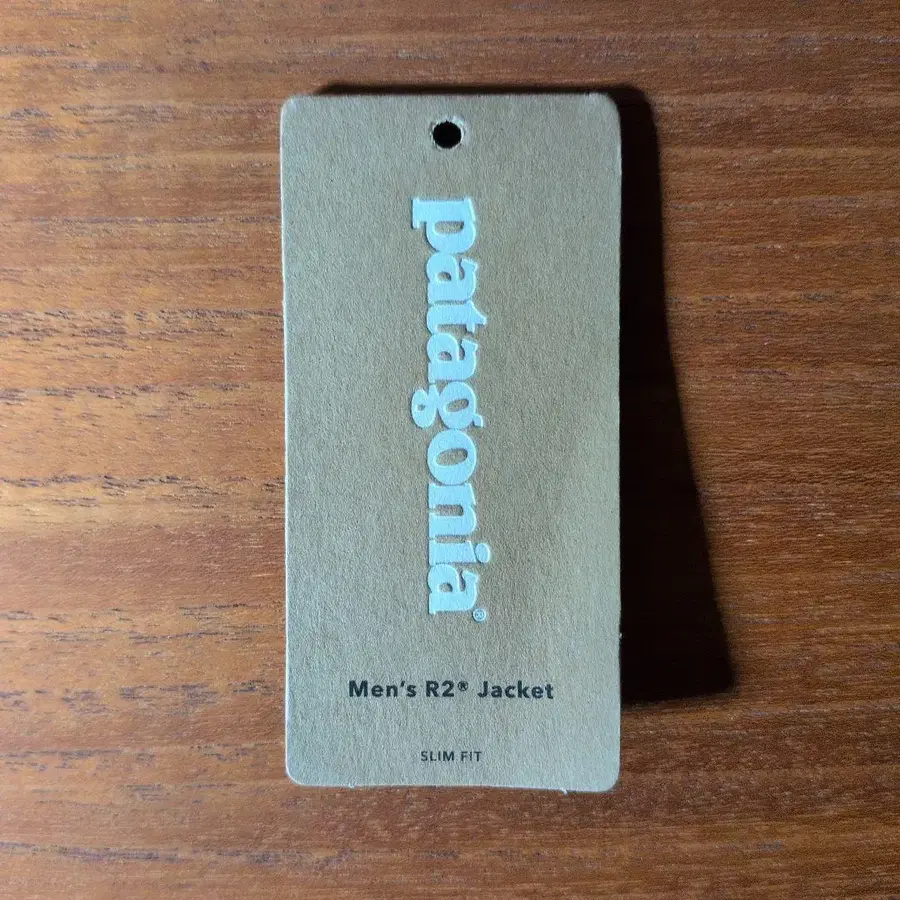 patagonia®
Men's R2® Jacket
SLIM FIT